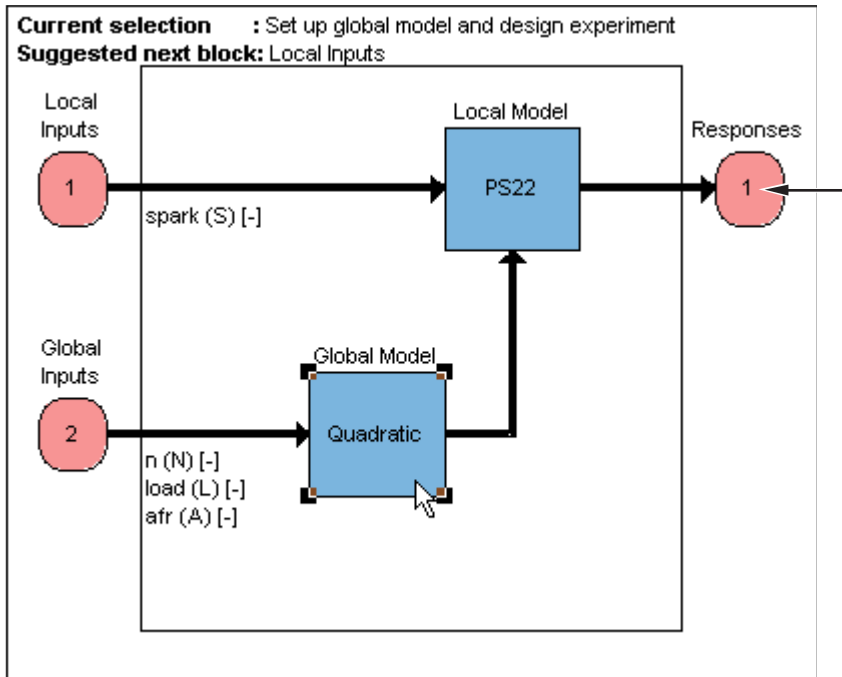 Current selection : Set up global model and design experiment
Suggested next block: Local Inputs
Local
Inputs
1
spark (S) [-]
Local Model
PS22
Responses
1
Global
Inputs
2
n (N) [-]
load (L) [-]
afr (A) [-]
Global Model
Quadratic